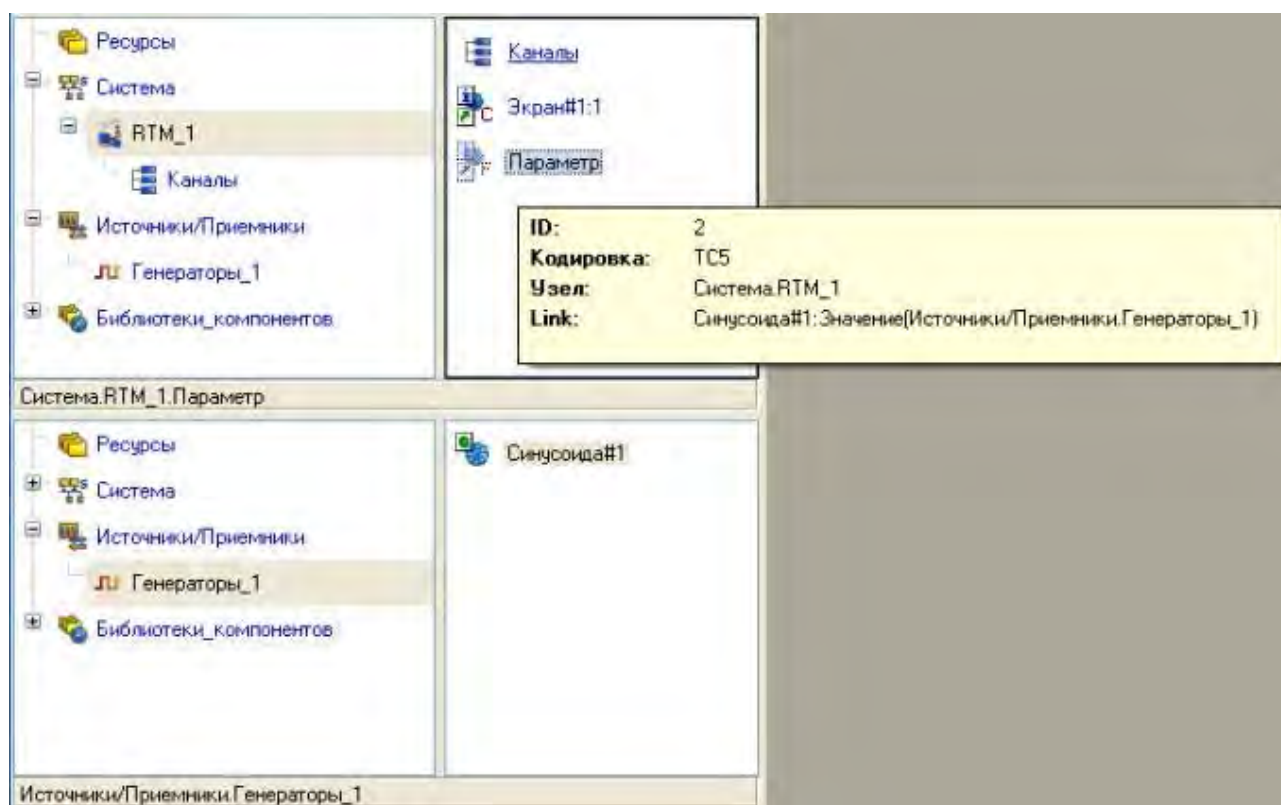 Ресурсы
Система
RTM_1
Каналы
Источники/Приемники
Генераторы_1
Библиотеки_компонентов
Каналы
Экран#1:1
Параметр
ID: 2
Кодировка: TC5
Узел: Система.RTM_1
Link: Синусоида#1:Значение(Источники/Приемники.Генераторы_1)
Система.RTM_1.Параметр
Ресурсы
Система
Источники/Приемники
Генераторы_1
Библиотеки_компонентов
Синусоида#1
Источники/Приемники.Генераторы_1